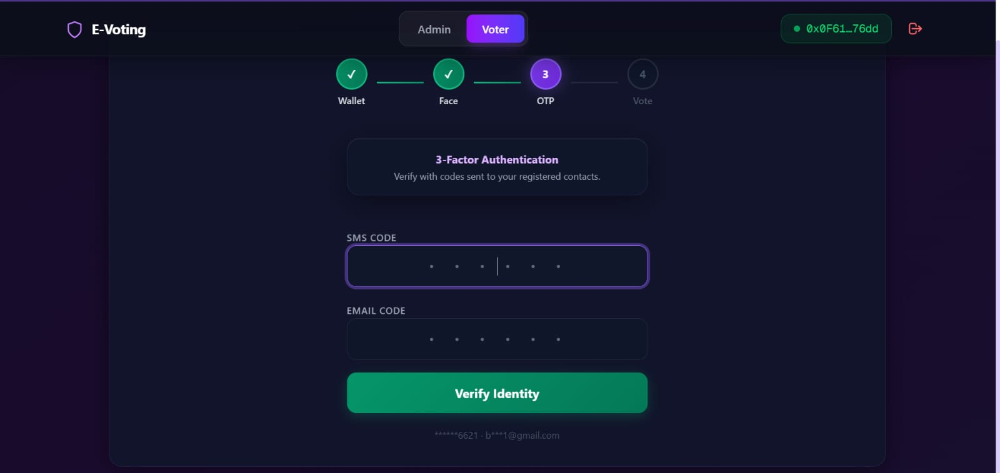 E-Voting
Admin
Voter
0x0F61…76dd
✓
✓
3
4
Wallet
Face
OTP
Vote
3-Factor Authentication
Verify with codes sent to your registered contacts.
SMS CODE
• • • • • •
EMAIL CODE
• • • • • •
Verify Identity
******6621 · b***1@gmail.com